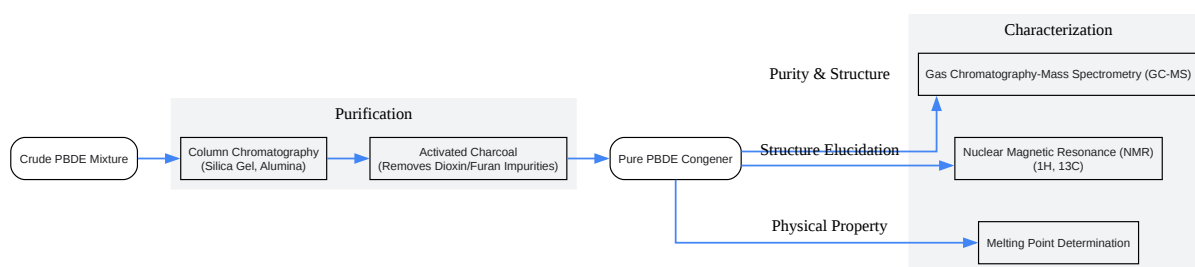 Characterization
Purity & Structure
Gas Chromatography-Mass Spectrometry (GC-MS)
Purification
Crude PBDE Mixture
Column Chromatography
(Silica Gel, Alumina)
Activated Charcoal
(Removes Dioxin/Furan Impurities)
Pure PBDE Congener
Structure Elucidation
Nuclear Magnetic Resonance (NMR)
(1H, 13C)
Physical Property
Melting Point Determination